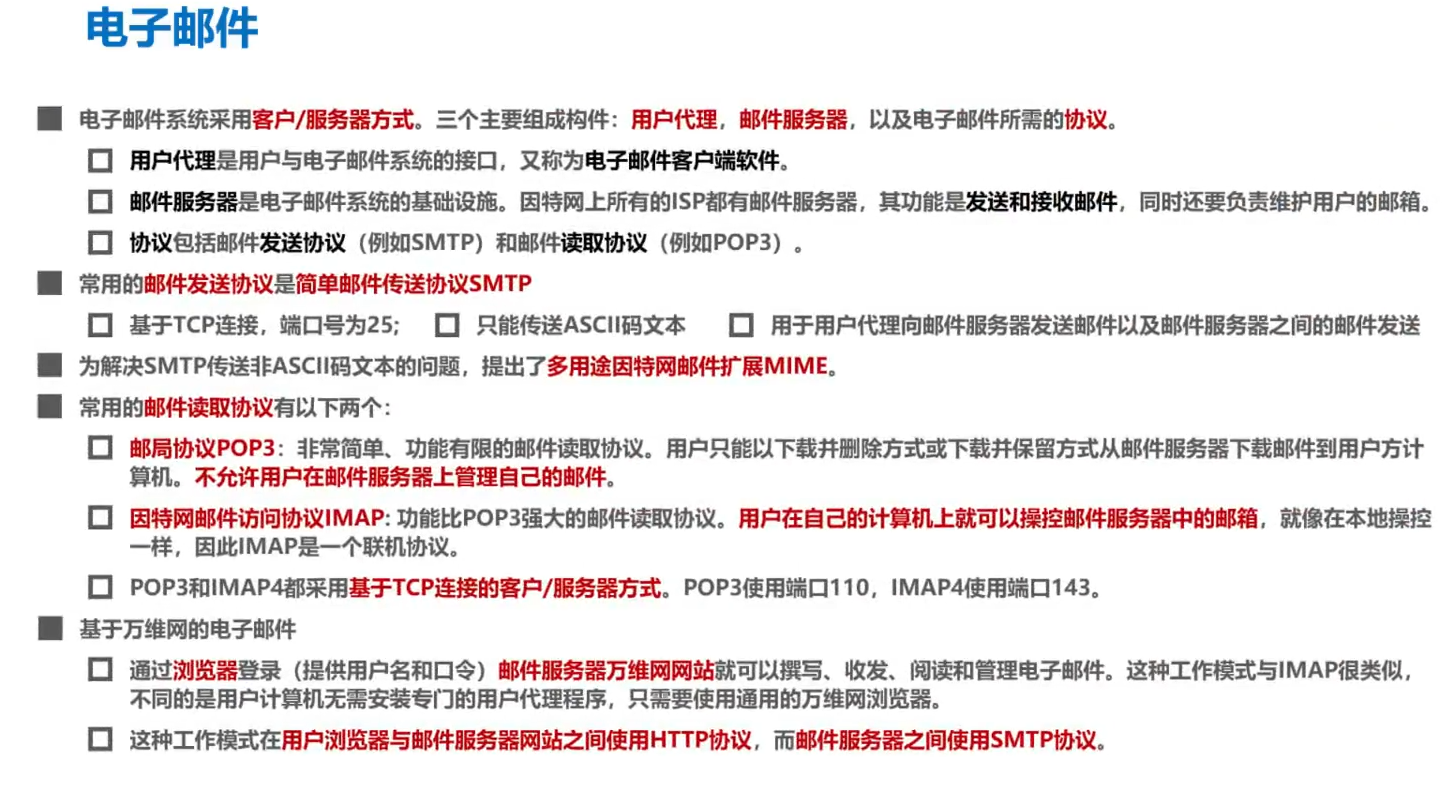 电子邮件
电子邮件系统采用客户/服务器方式。三个主要组成构件：用户代理，邮件服务器，以及电子邮件所需的协议。
用户代理是用户与电子邮件系统的接口，又称为电子邮件客户端软件。
邮件服务器是电子邮件系统的基础设施。因特网上所有的ISP都有邮件服务器，其功能是发送和接收邮件，同时还要负责维护用户的邮箱。
协议包括邮件发送协议（例如SMTP）和邮件读取协议（例如POP3）。
常用的邮件发送协议是简单邮件传送协议SMTP
基于TCP连接，端口号为25; 只能传送ASCII码文本 用于用户代理向邮件服务器发送邮件以及邮件服务器之间的邮件发送
为解决SMTP传送非ASCII码文本的问题，提出了多用途因特网邮件扩展MIME。
常用的邮件读取协议有以下两个：
邮局协议POP3：非常简单、功能有限的邮件读取协议。用户只能以下载并删除方式或下载并保留方式从邮件服务器下载邮件到用户方计
算机。不允许用户在邮件服务器上管理自己的邮件。
因特网邮件访问协议IMAP: 功能比POP3强大的邮件读取协议。用户在自己的计算机上就可以操控邮件服务器中的邮箱，就像在本地操控
一样，因此IMAP是一个联机协议。
POP3和IMAP4都采用基于TCP连接的客户/服务器方式。POP3使用端口110，IMAP4使用端口143。
基于万维网的电子邮件
通过浏览器登录（提供用户名和口令）邮件服务器万维网网站就可以撰写、收发、阅读和管理电子邮件。这种工作模式与IMAP很类似，
不同的是用户计算机无需安装专门的用户代理程序，只需要使用通用的万维网浏览器。
这种工作模式在用户浏览器与邮件服务器网站之间使用HTTP协议，而邮件服务器之间使用SMTP协议。